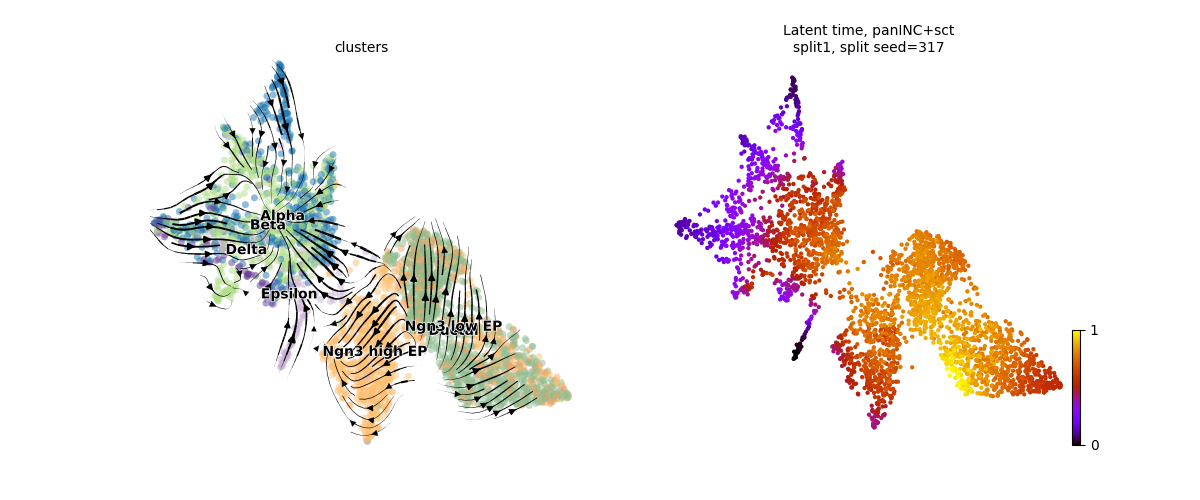 clusters
Alpha
Beta
Delta
Epsilon
Ngn3 low EP
Ductal
Ngn3 high EP
Latent time, panINC+sct
split1, split seed=317
1
0